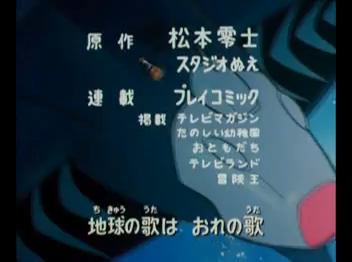 原作 松本零士
スタジオぬえ
連載 プレイコミック
掲載 テレビマガジン
たのしい幼稚園
おともだち
テレビランド
冒険王
ち きゅう うた うた
地球の歌は おれの歌